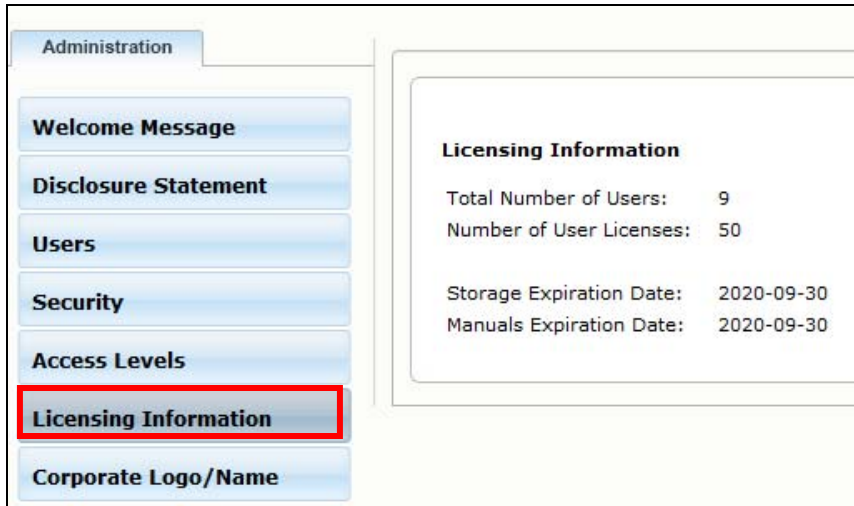 Administration
Welcome Message
Disclosure Statement
Users
Security
Access Levels
Licensing Information
Corporate Logo/Name
Licensing Information
Total Number of Users: 9
Number of User Licenses: 50
Storage Expiration Date: 2020-09-30
Manuals Expiration Date: 2020-09-30